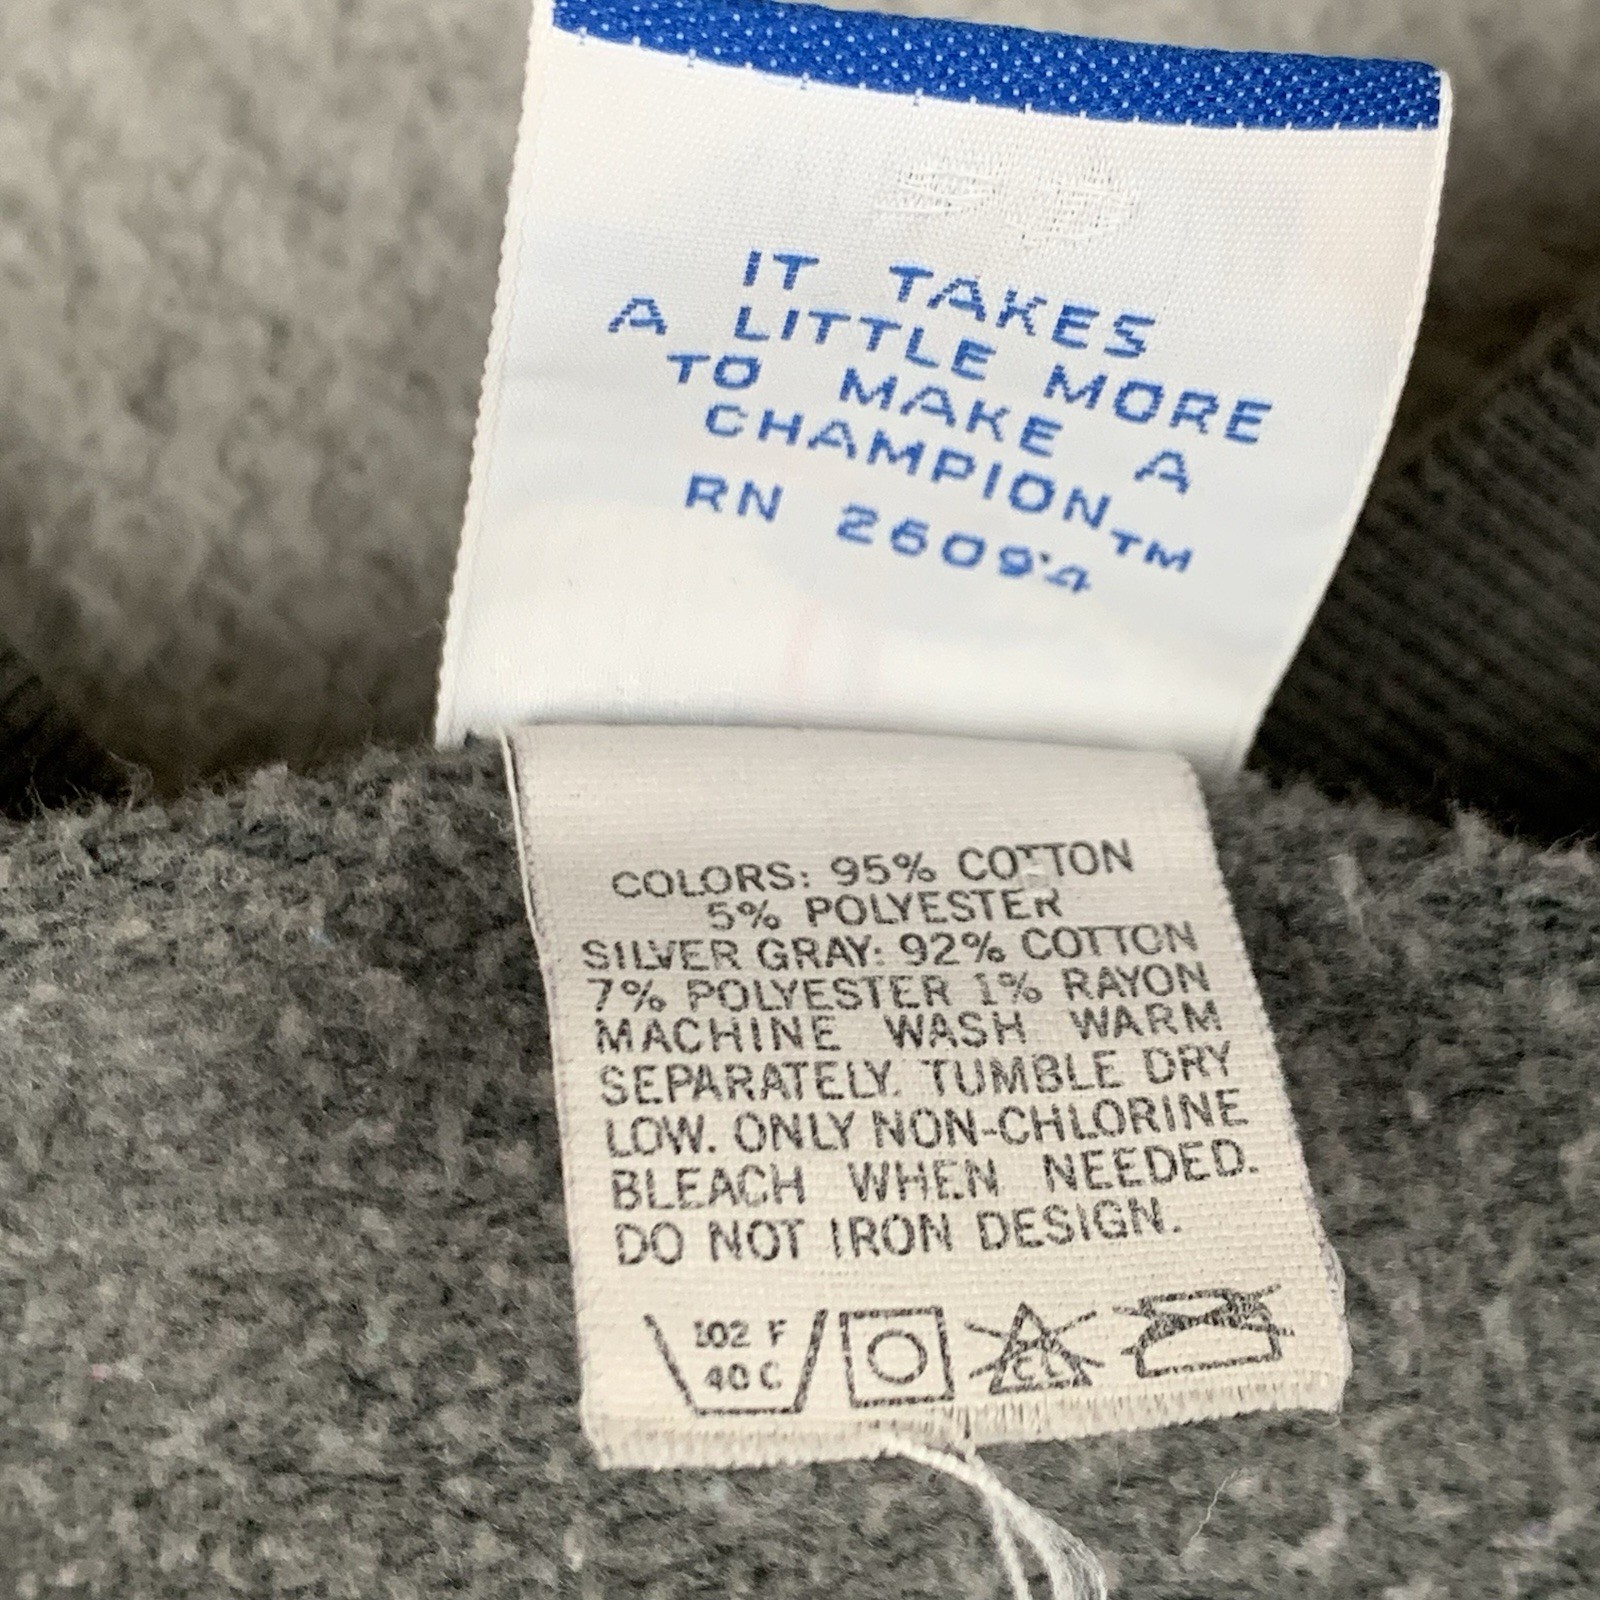 IT TAKES
A LITTLE MORE
TO MAKE A
CHAMPION™
RN 26094
COLORS: 95% COTTON
5% POLYESTER
SILVER GRAY: 92% COTTON
7% POLYESTER 1% RAYON
MACHINE WASH WARM
SEPARATELY. TUMBLE DRY
LOW. ONLY NON-CHLORINE
BLEACH WHEN NEEDED.
DO NOT IRON DESIGN.
102 F
40 C
CL